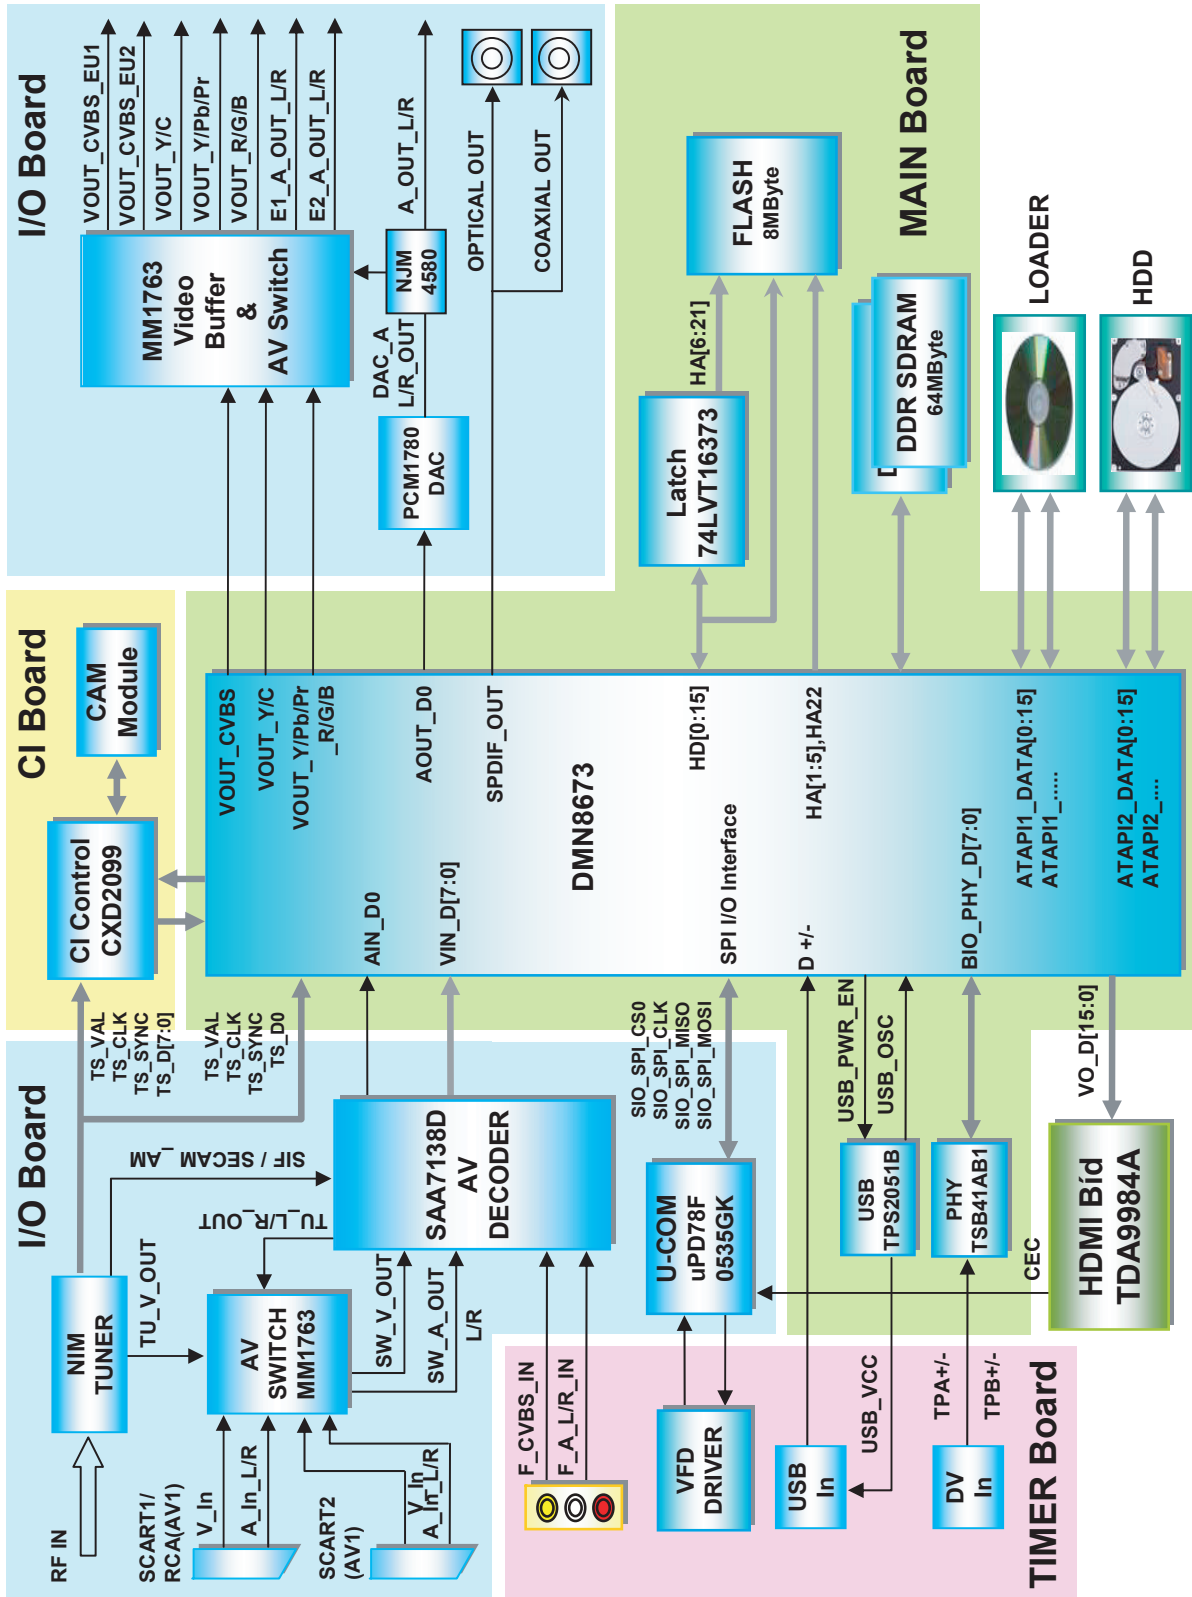 I/O Board
RF IN
NIM
TUNER
TU_V_OUT
SIF / SECAM_AM
TU_L/R_OUT
SCART1/
RCA(AV1)
V_In
A_In_L/R
SCART2
(AV1)
V_In
A_In_L/R
AV
SWITCH
MM1763
SW_V_OUT
SW_A_OUT
L/R
SAA7138D
AV
DECODER
TS_VAL
TS_CLK
TS_SYNC
TS_D[7:0]
TS_VAL
TS_CLK
TS_SYNC
TS_D0
CI Board
CI Control
CXD2099
CAM
Module
I/O Board
MM1763
Video
Buffer
&
AV Switch
VOUT_CVBS_EU1
VOUT_CVBS_EU2
VOUT_Y/C
VOUT_Y/Pb/Pr
VOUT_R/G/B
E1_A_OUT_L/R
E2_A_OUT_L/R
PCM1780
DAC
DAC_A
L/R_OUT
NJM
4580
A_OUT_L/R
OPTICAL OUT
COAXIAL OUT
DMN8673
VOUT_CVBS
VOUT_Y/C
VOUT_Y/Pb/Pr
_R/G/B
AOUT_D0
SPDIF_OUT
AIN_D0
VIN_D[7:0]
HD[0:15]
SPI I/O Interface
HA[1:5],HA22
D +/-
BIO_PHY_D[7:0]
ATAPI1_DATA[0:15]
ATAPI1_.....
ATAPI2_DATA[0:15]
ATAPI2_....
MAIN Board
Latch
74LVT16373
HA[6:21]
FLASH
8MByte
D
DDR SDRAM
64MByte
LOADER
HDD
SIO_SPI_CS0
SIO_SPI_CLK
SIO_SPI_MISO
SIO_SPI_MOSI
U-COM
uPD78F
0535GK
USB_PWR_EN
USB_OSC
USB
TPS2051B
PHY
TSB41AB1
VO_D[15:0]
HDMI Bíd
TDA9984A
CEC
TIMER Board
F_CVBS_IN
F_A_L/R_IN
VFD
DRIVER
USB
In
USB_VCC
DV
In
TPA+/-
TPB+/-